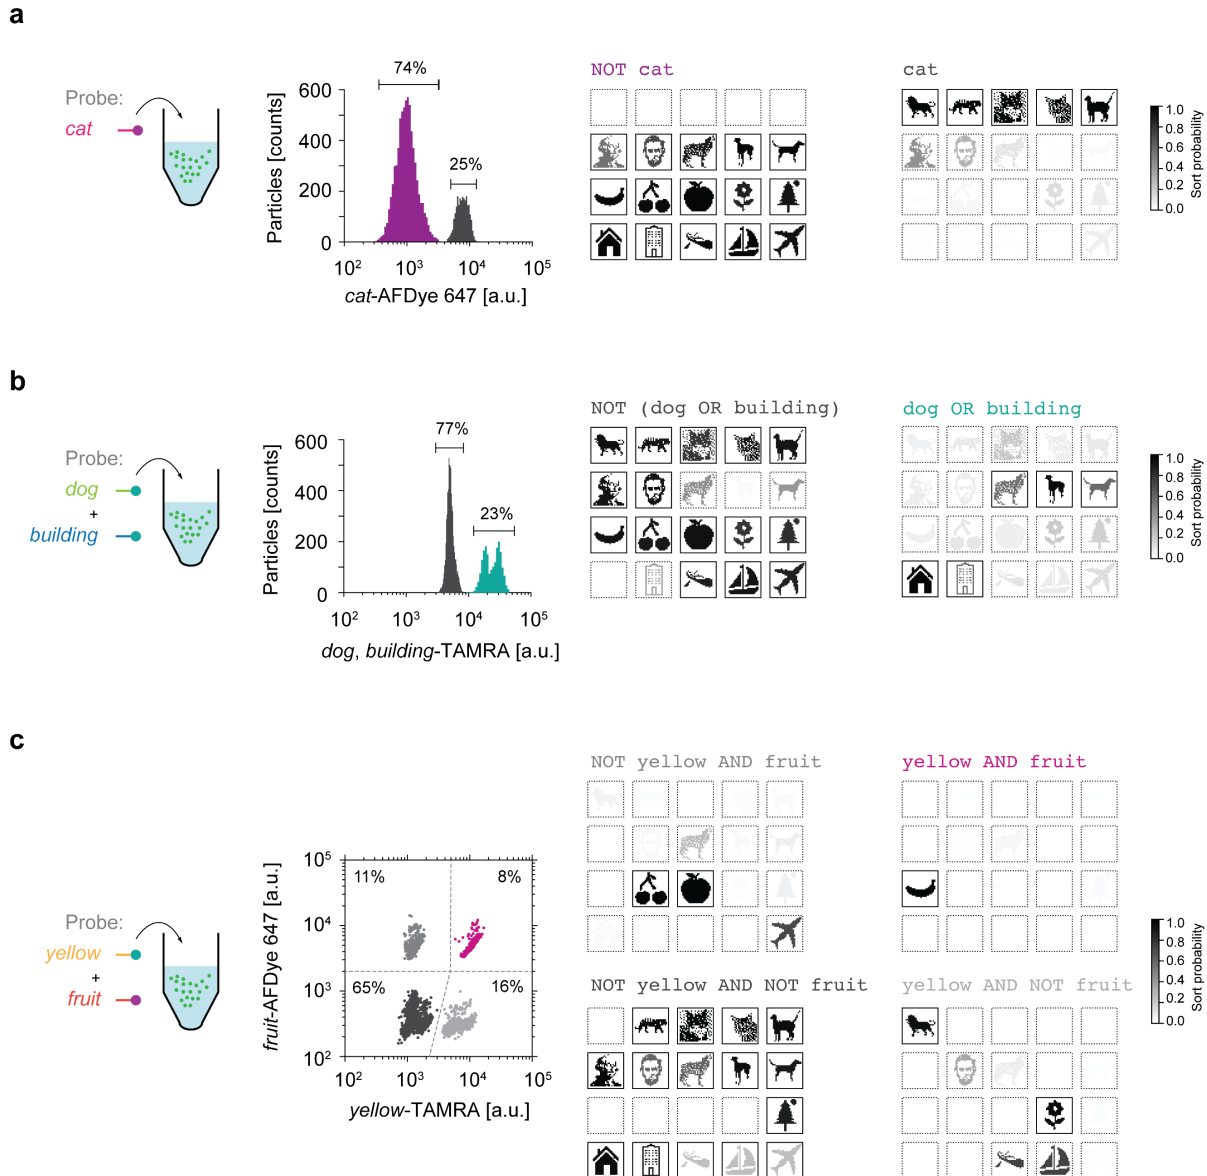 a
Probe:
cat
Particles [counts]
600
400
200
0
74%
25%
10²
10³
10⁴
10⁵
cat-AFDye 647 [a.u.]
NOT cat
cat
1.0
0.8
0.6
0.4
0.2
0.0
Sort probability
b
Probe:
dog
+
building
Particles [counts]
600
400
200
0
77%
23%
10²
10³
10⁴
10⁵
dog, building-TAMRA [a.u.]
NOT (dog OR building)
dog OR building
1.0
0.8
0.6
0.4
0.2
0.0
Sort probability
c
Probe:
yellow
+
fruit
fruit-AFDye 647 [a.u.]
10⁵
10⁴
10³
10²
11%
8%
65%
16%
10²
10³
10⁴
10⁵
yellow-TAMRA [a.u.]
NOT yellow AND fruit
yellow AND fruit
NOT yellow AND NOT fruit
yellow AND NOT fruit
1.0
0.8
0.6
0.4
0.2
0.0
Sort probability